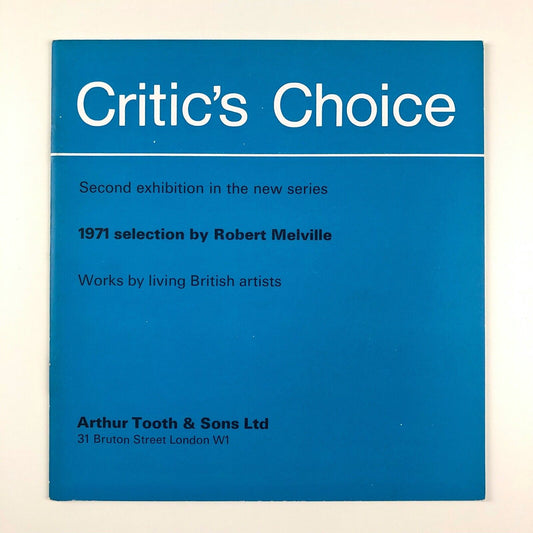 Critic's Choice
Second exhibition in the new series
1971 selection by Robert Melville
Works by living British artists
Arthur Tooth & Sons Ltd
31 Bruton Street London W1